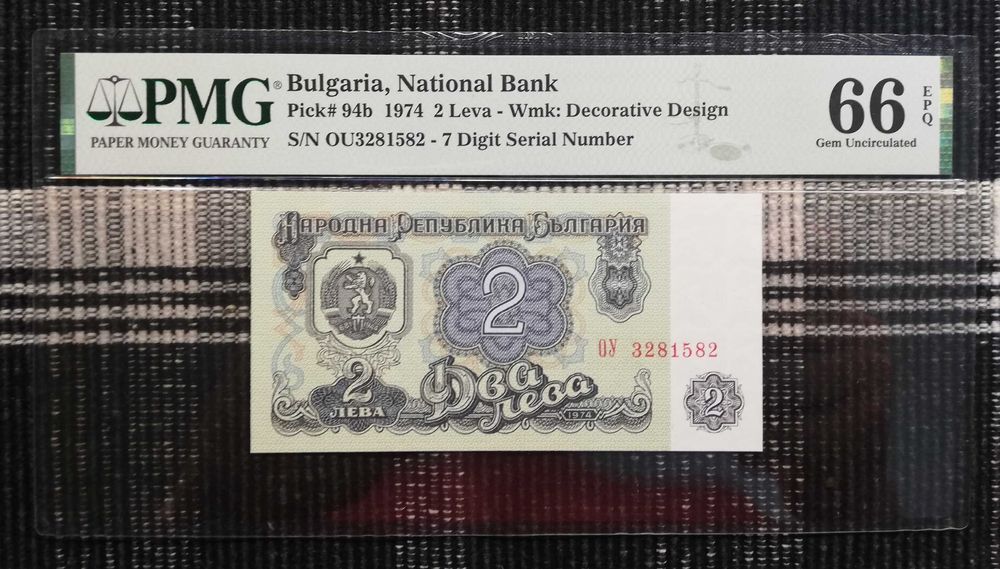 PMG®
PAPER MONEY GUARANTY
Bulgaria, National Bank
Pick# 94b 1974 2 Leva - Wmk: Decorative Design
S/N OU3281582 - 7 Digit Serial Number
66
EPQ
Gem Uncirculated
НАРОДНА РЕПУБЛИКА БЪЛГАРИЯ
2
ОУ 3281582
2
ЛЕВА
Два
лева
1974
2